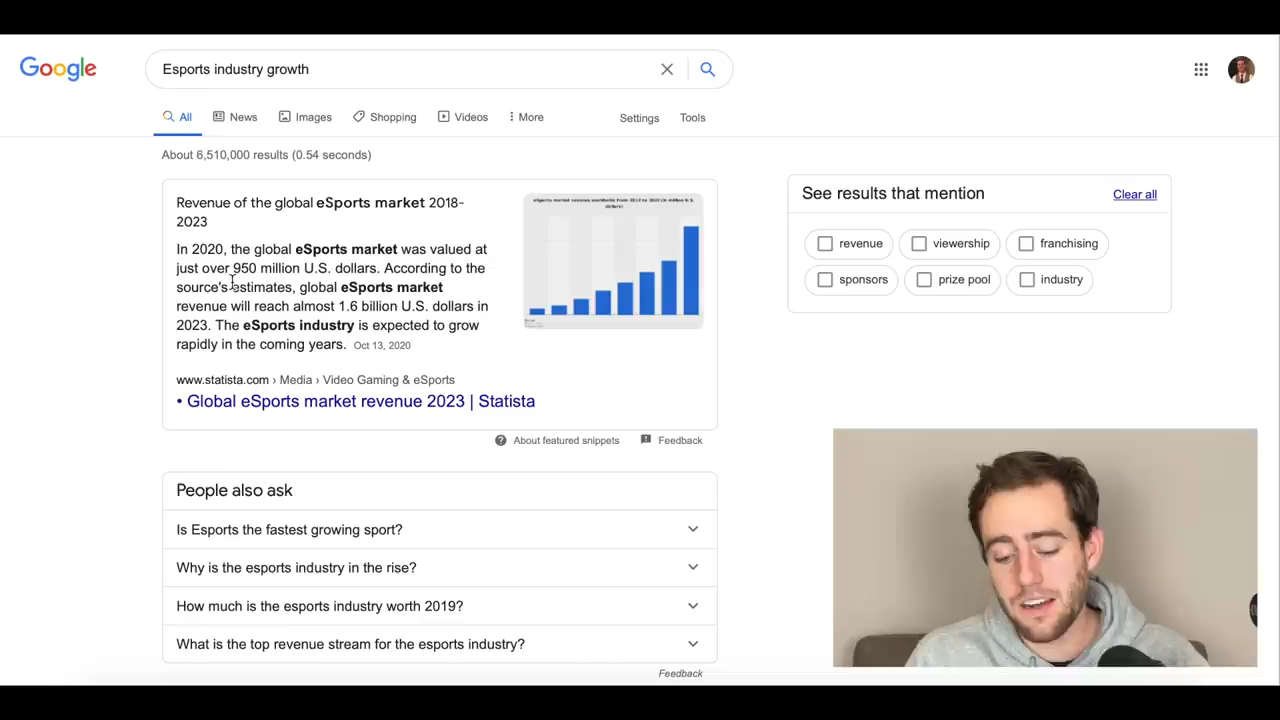 Google
Esports industry growth
All News Images Shopping Videos More Settings Tools
About 6,510,000 results (0.54 seconds)
Revenue of the global eSports market 2018-
2023
In 2020, the global eSports market was valued at
just over 950 million U.S. dollars. According to the
source's estimates, global eSports market
revenue will reach almost 1.6 billion U.S. dollars in
2023. The eSports industry is expected to grow
rapidly in the coming years. Oct 13, 2020
www.statista.com › Media › Video Gaming & eSports
• Global eSports market revenue 2023 | Statista
About featured snippets Feedback
People also ask
Is Esports the fastest growing sport?
Why is the esports industry in the rise?
How much is the esports industry worth 2019?
What is the top revenue stream for the esports industry?
Feedback
See results that mention Clear all
revenue viewership franchising
sponsors prize pool industry